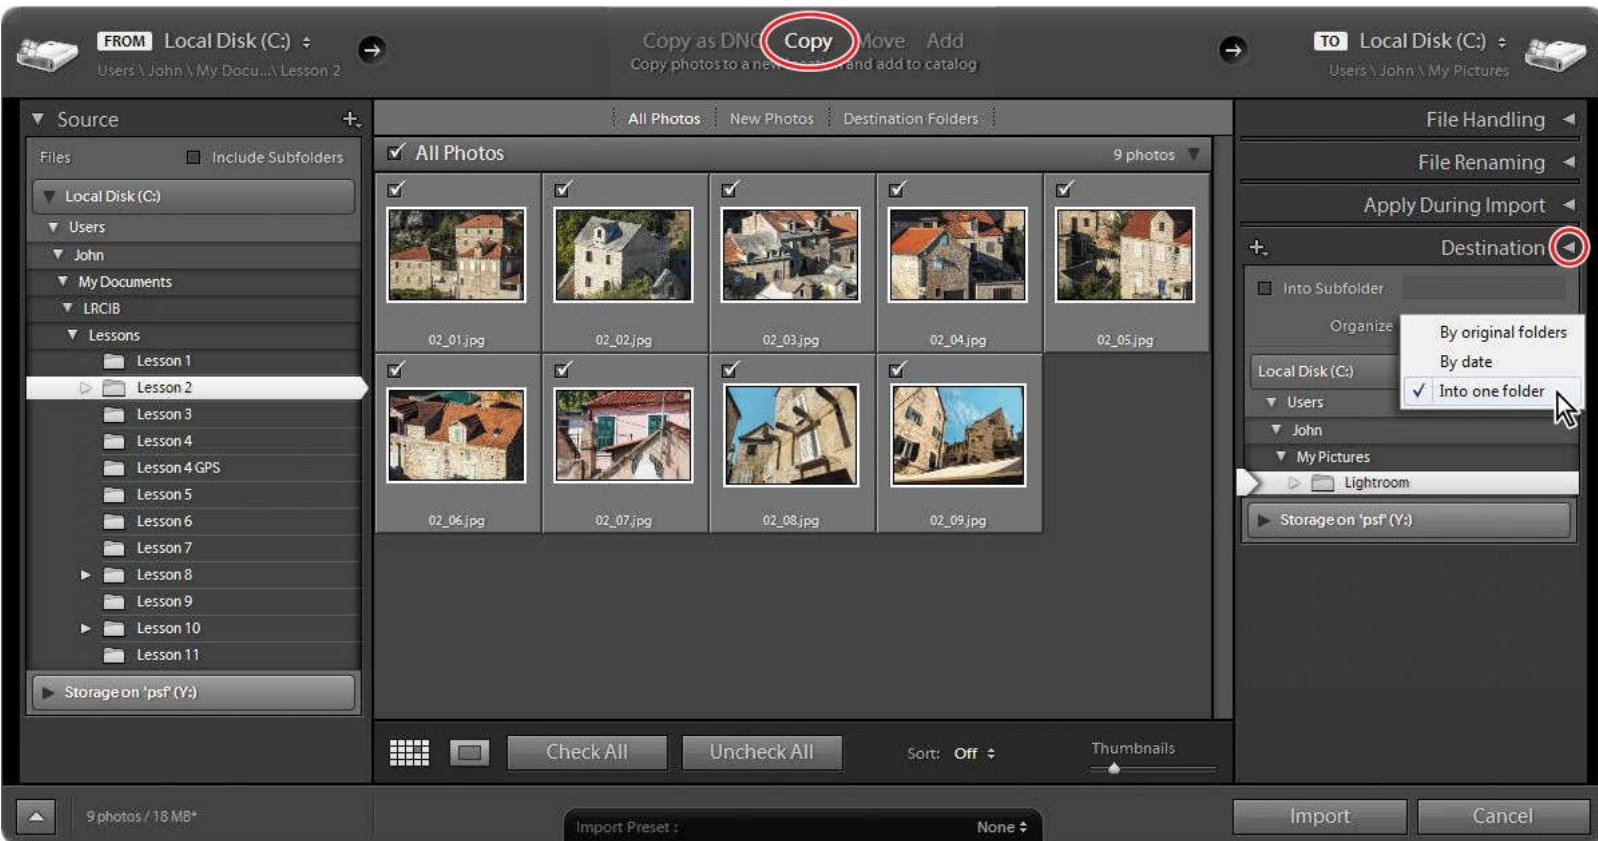 FROM Local Disk (C:)
Users \ John \ My Docu...\ Lesson 2
Copy as DNG Copy Move Add
Copy photos to a new location and add to catalog
TO Local Disk (C:)
Users \ John \ My Pictures
Source
Files Include Subfolders
Local Disk (C:)
Users
John
My Documents
LRCIB
Lessons
Lesson 1
Lesson 2
Lesson 3
Lesson 4
Lesson 4 GPS
Lesson 5
Lesson 6
Lesson 7
Lesson 8
Lesson 9
Lesson 10
Lesson 11
Storage on 'psf' (Y:)
All Photos New Photos Destination Folders
All Photos 9 photos
02_01.jpg 02_02.jpg 02_03.jpg 02_04.jpg 02_05.jpg
02_06.jpg 02_07.jpg 02_08.jpg 02_09.jpg
Check All Uncheck All Sort: Off Thumbnails
File Handling
File Renaming
Apply During Import
Destination
Into Subfolder
Organize
By original folders
By date
Into one folder
Local Disk (C:)
Users
John
My Pictures
Lightroom
Storage on 'psf' (Y:)
9 photos / 18 MB*
Import Preset : None
Import Cancel